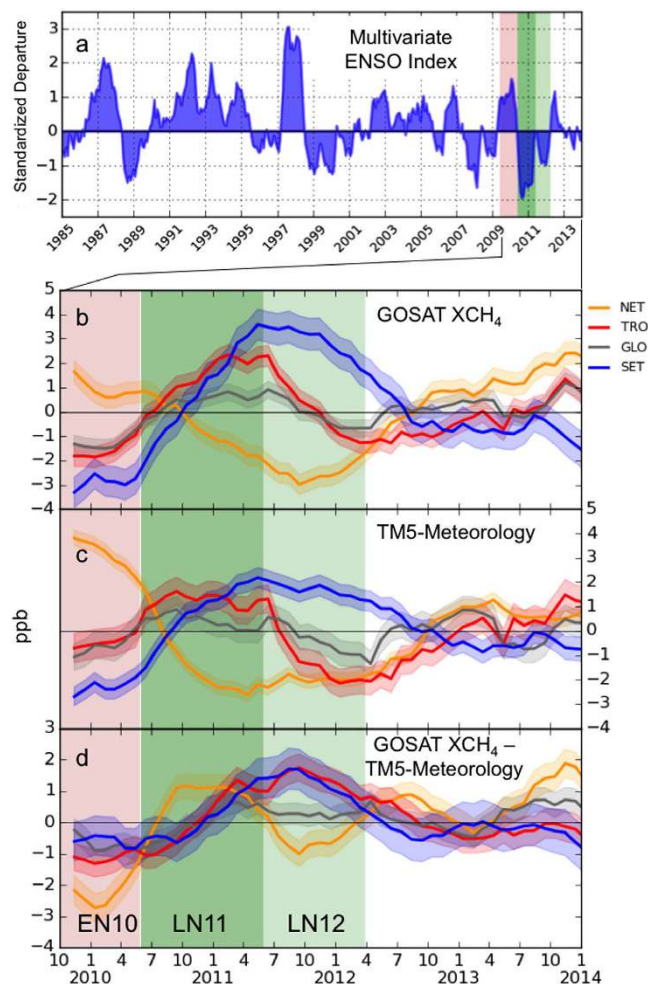 a
Multivariate
ENSO Index
Standardized Departure
3
2
1
0
−1
−2
1985 1987 1989 1991 1993 1995 1997 1999 2001 2003 2005 2007 2009 2011 2013
b
GOSAT XCH₄
NET
TRO
GLO
SET
5
4
3
2
1
0
−1
−2
−3
−4
c
TM5-Meteorology
5
4
3
2
1
0
−1
−2
−3
−4
ppb
d
GOSAT XCH₄ –
TM5-Meteorology
3
2
1
0
−1
−2
−3
−4
EN10 LN11 LN12
10 1 4 7 10 1 4 7 10 1 4 7 10 1 4 7 10 1
2010 2011 2012 2013 2014